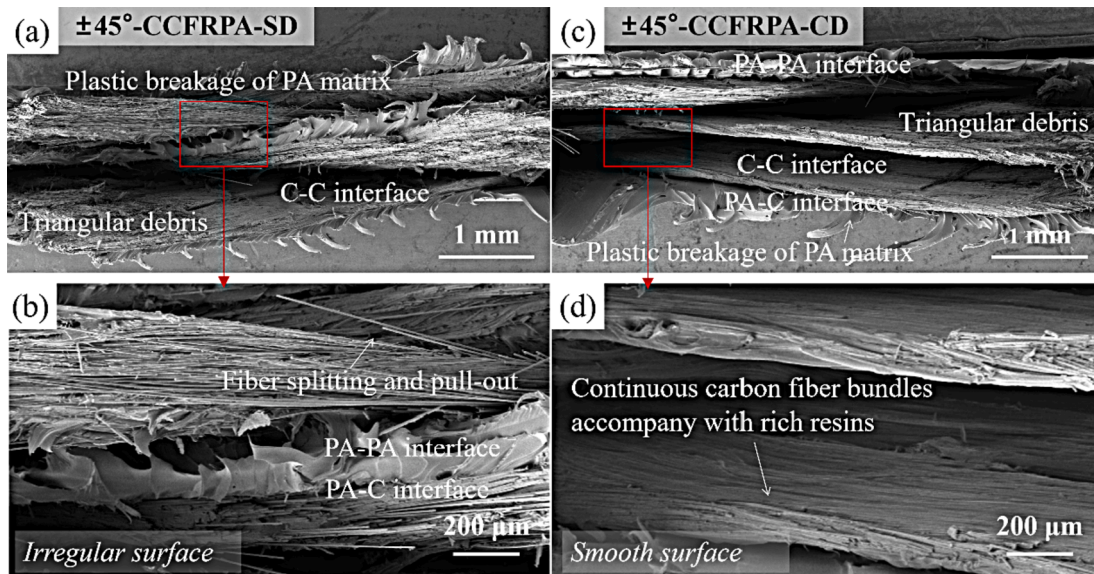 (a)
±45°-CCFRPA-SD
Plastic breakage of PA matrix
C-C interface
Triangular debris
1 mm
(c)
±45°-CCFRPA-CD
PA-PA interface
Triangular debris
C-C interface
PA-C interface
Plastic breakage of PA matrix
1 mm
(b)
Fiber splitting and pull-out
PA-PA interface
PA-C interface
200 μm
Irregular surface
(d)
Continuous carbon fiber bundles
accompany with rich resins
200 μm
Smooth surface